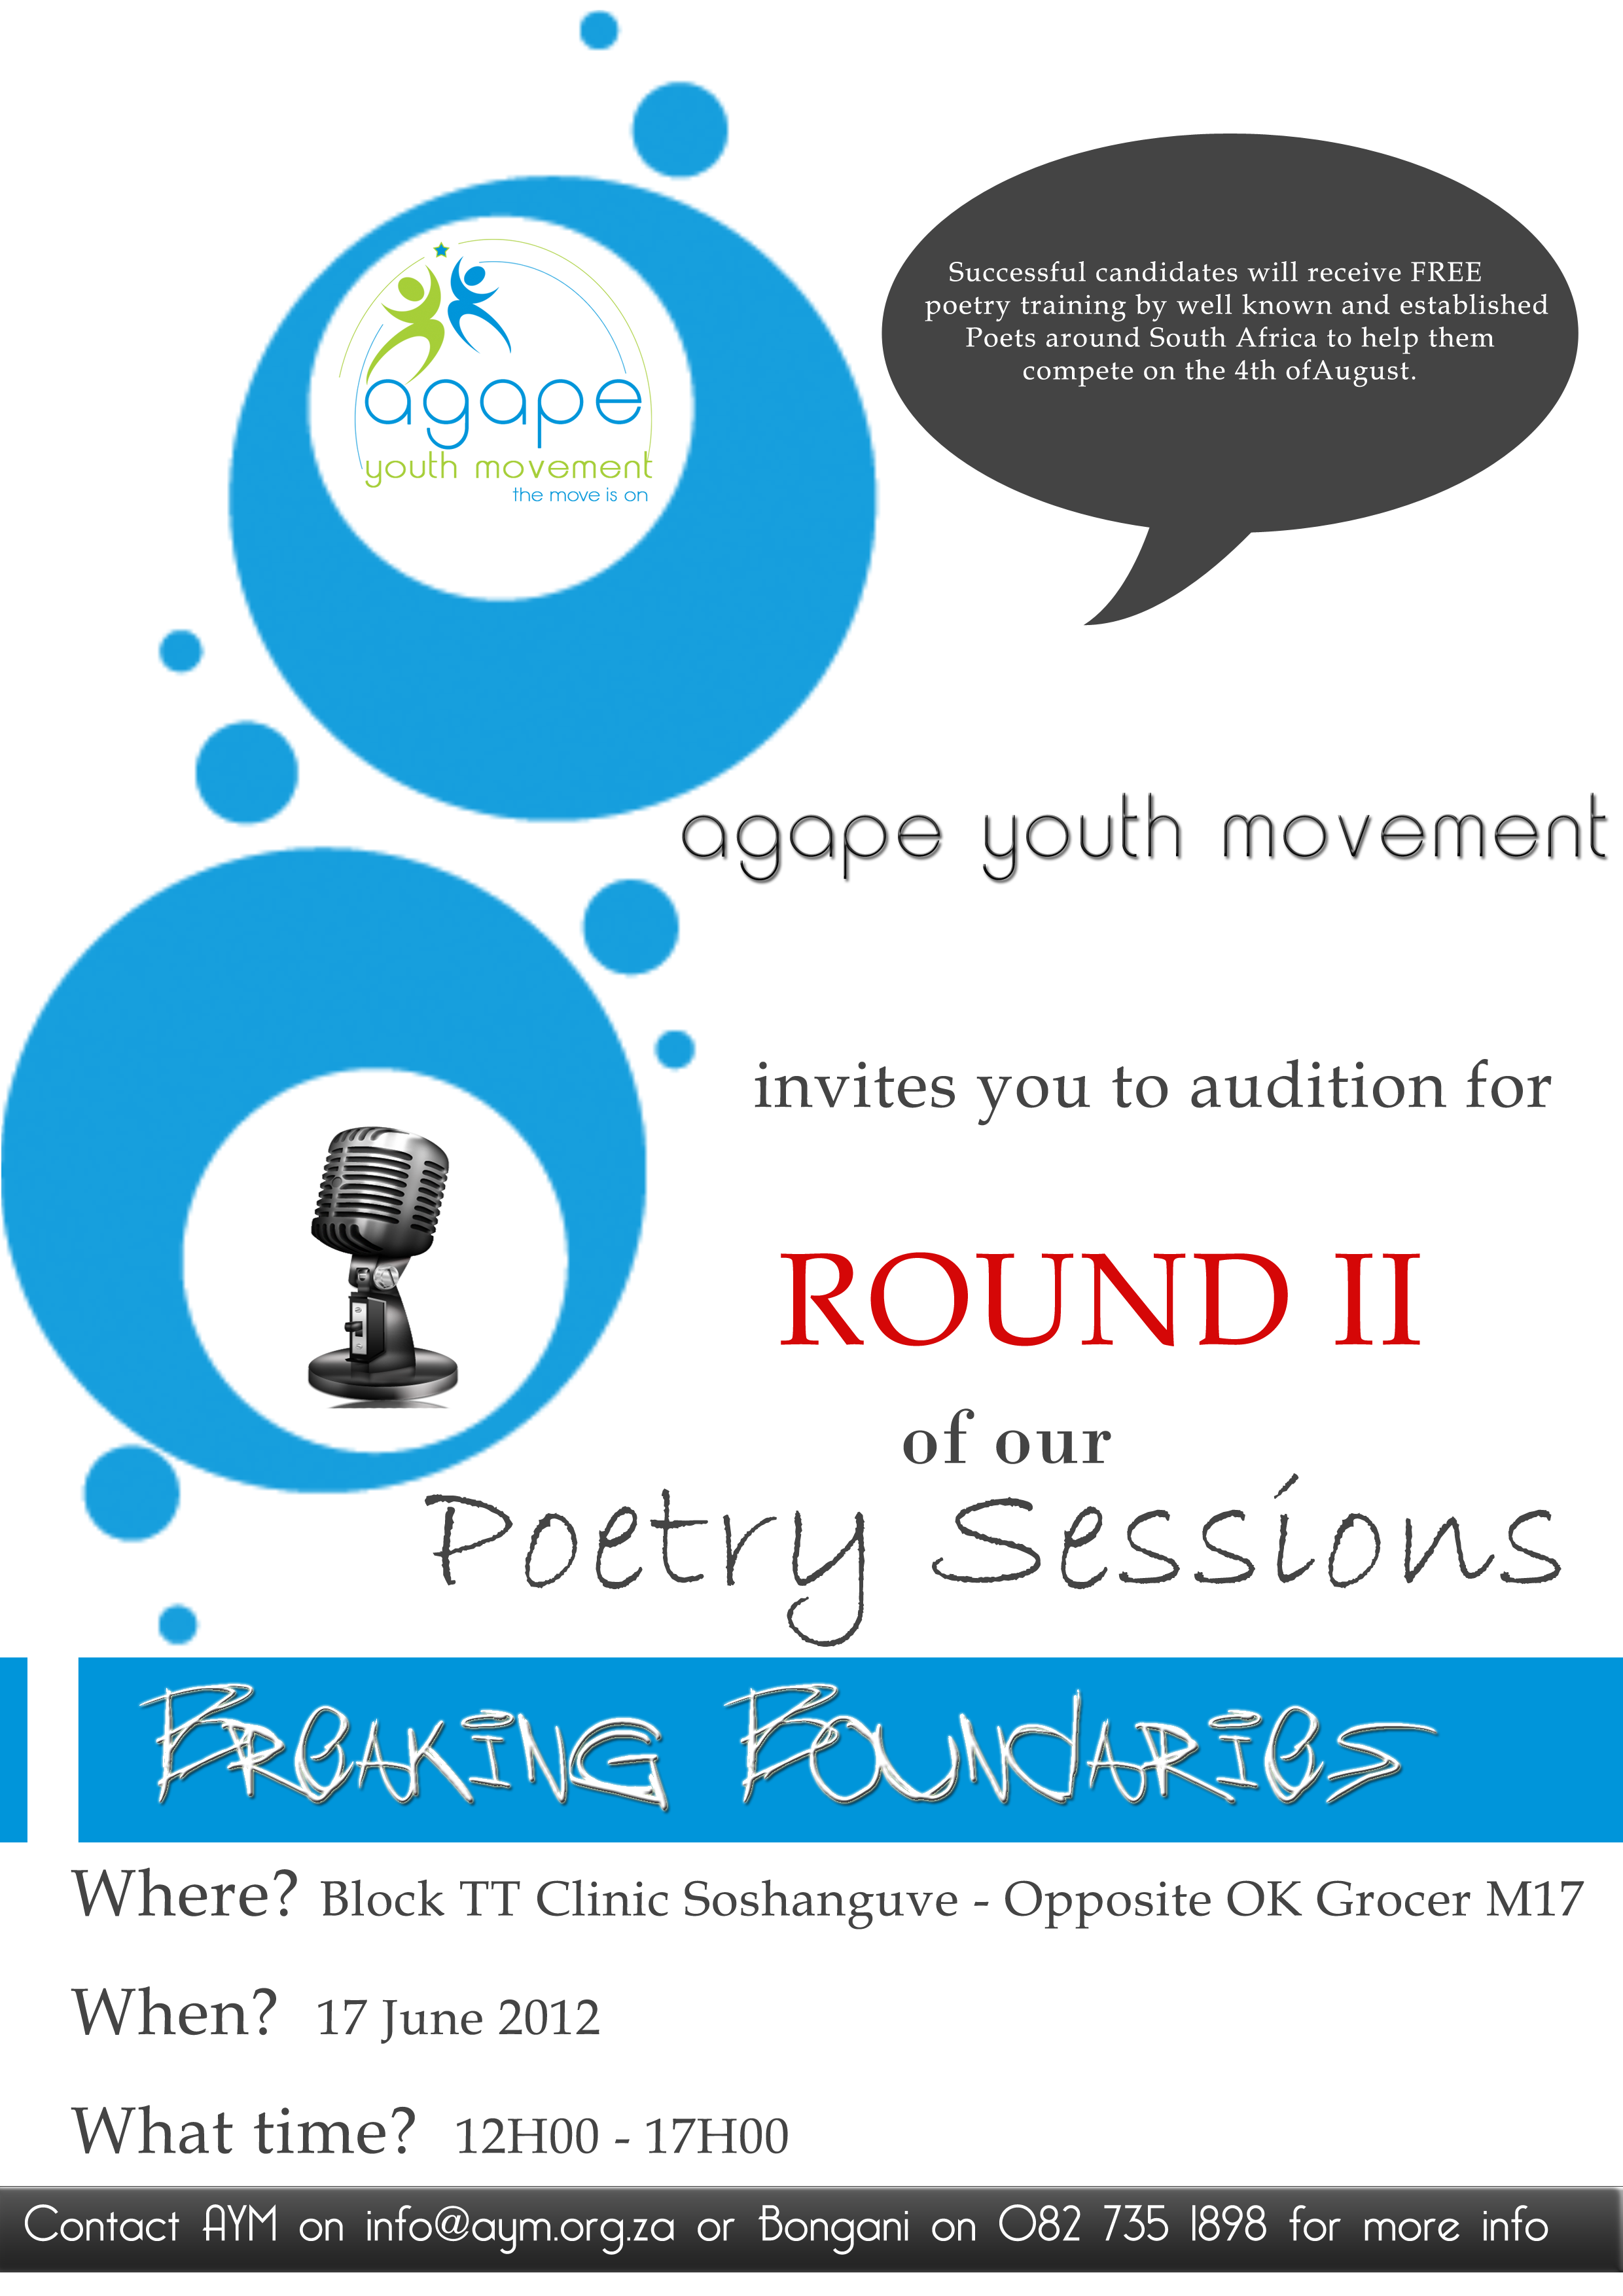 agape
youth movement
the move is on
Successful candidates will receive FREE
poetry training by well known and established
Poets around South Africa to help them
compete on the 4th ofAugust.
agape youth movement
invites you to audition for
ROUND II
of our
Poetry Sessions
BREAKING BOUNDARIES
Where? Block TT Clinic Soshanguve - Opposite OK Grocer M17
When? 17 June 2012
What time? 12H00 - 17H00
Contact AYM on info@aym.org.za or Bongani on 082 735 1898 for more info